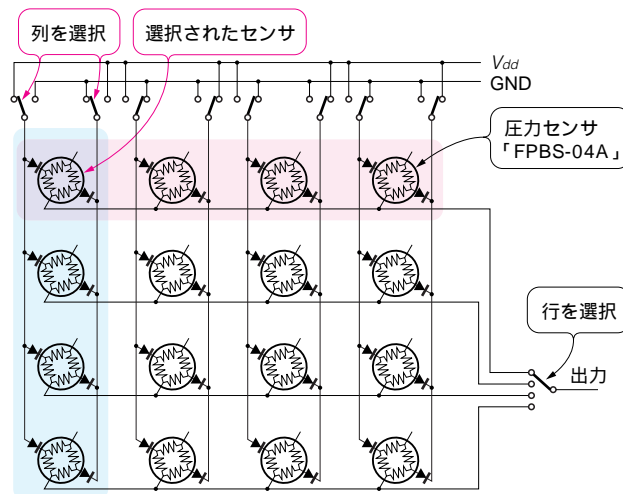 列を選択
選択されたセンサ
Vdd
GND
圧力センサ
「FPBS-04A」
行を選択
出力